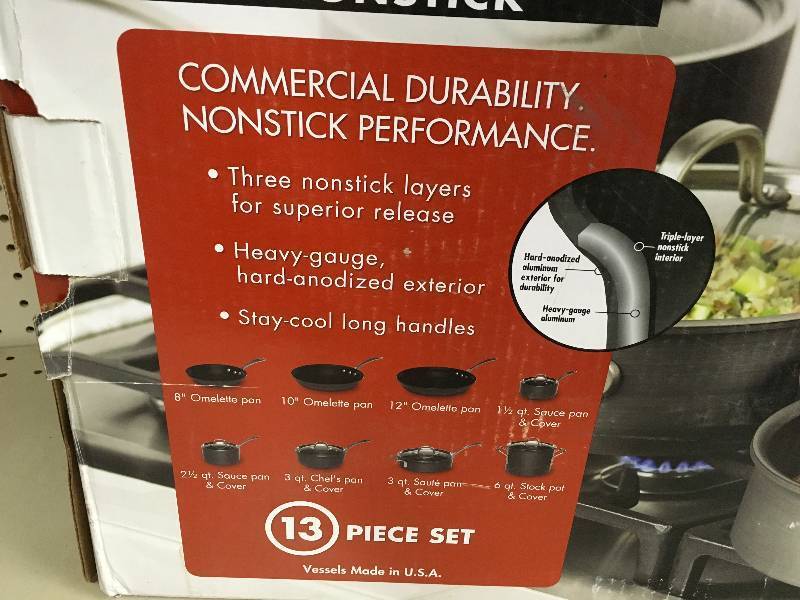 COMMERCIAL DURABILITY.
NONSTICK PERFORMANCE.
• Three nonstick layers
for superior release
• Heavy-gauge,
hard-anodized exterior
• Stay-cool long handles
Triple-layer
nonstick
interior
Hard-anodized
aluminum
exterior for
durability
Heavy-gauge
aluminum
8" Omelette pan
10" Omelette pan
12" Omelette pan
1½ qt. Sauce pan
& Cover
2½ qt. Sauce pan
& Cover
3 qt. Chef's pan
& Cover
3 qt. Sauté pan
& Cover
6 qt. Stock pot
& Cover
13 PIECE SET
Vessels Made in U.S.A.